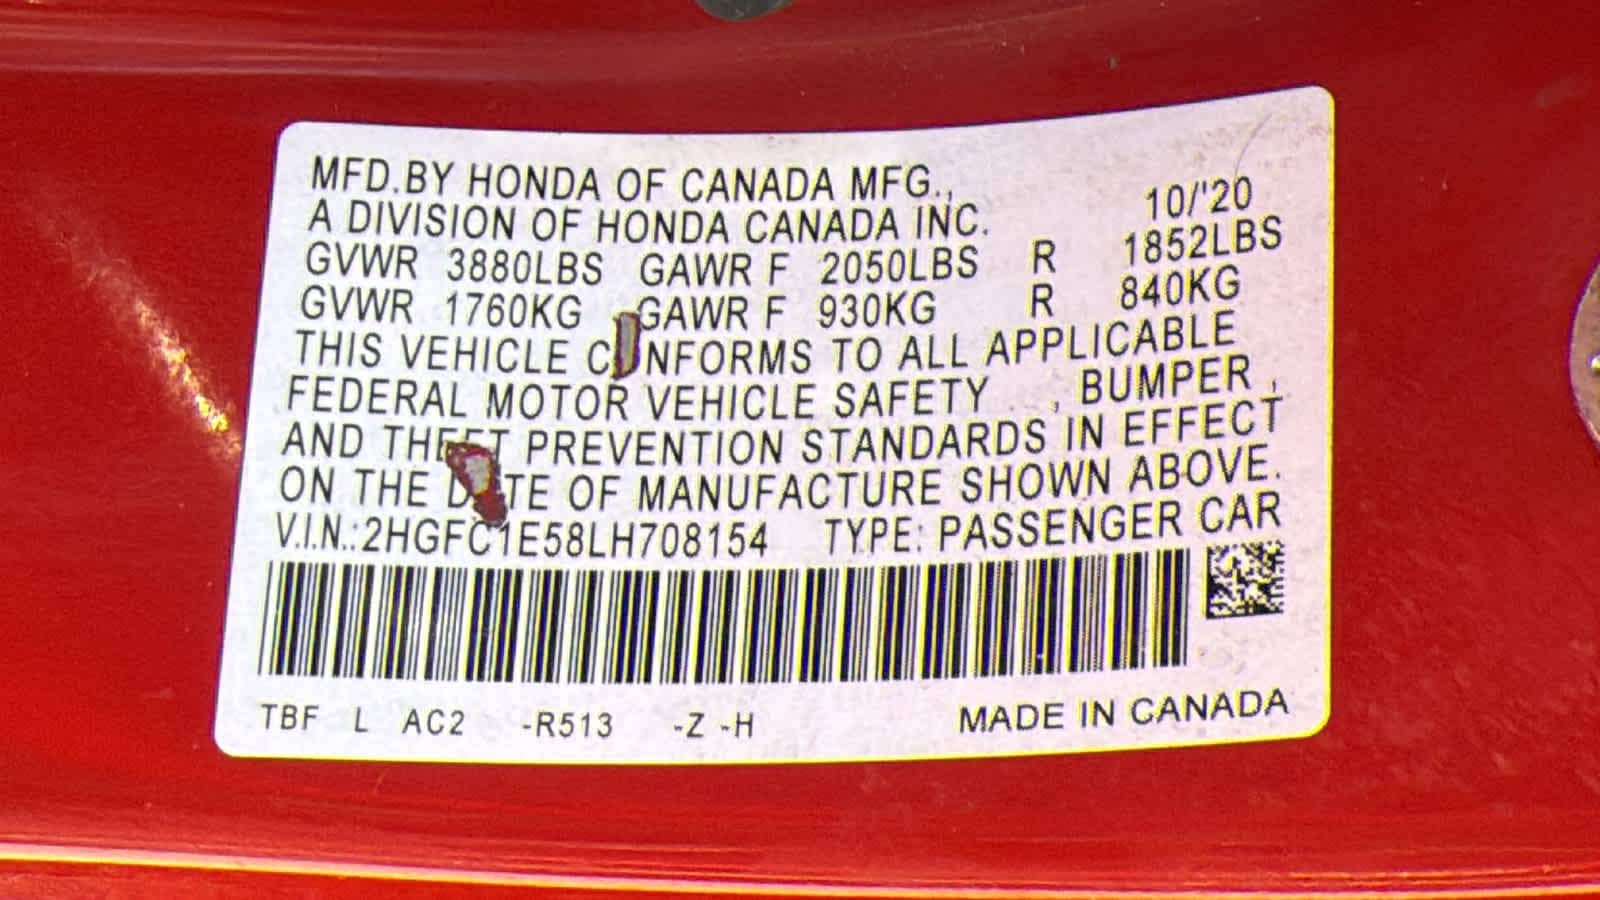 MFD.BY HONDA OF CANADA MFG.,
A DIVISION OF HONDA CANADA INC. 10/'20
GVWR 3880LBS GAWR F 2050LBS R 1852LBS
GVWR 1760KG GAWR F 930KG R 840KG
THIS VEHICLE CONFORMS TO ALL APPLICABLE
FEDERAL MOTOR VEHICLE SAFETY , BUMPER ,
AND THEFT PREVENTION STANDARDS IN EFFECT
ON THE DATE OF MANUFACTURE SHOWN ABOVE.
V.I.N.:2HGFC1E58LH708154 TYPE: PASSENGER CAR
TBF L AC2 -R513 -Z -H MADE IN CANADA